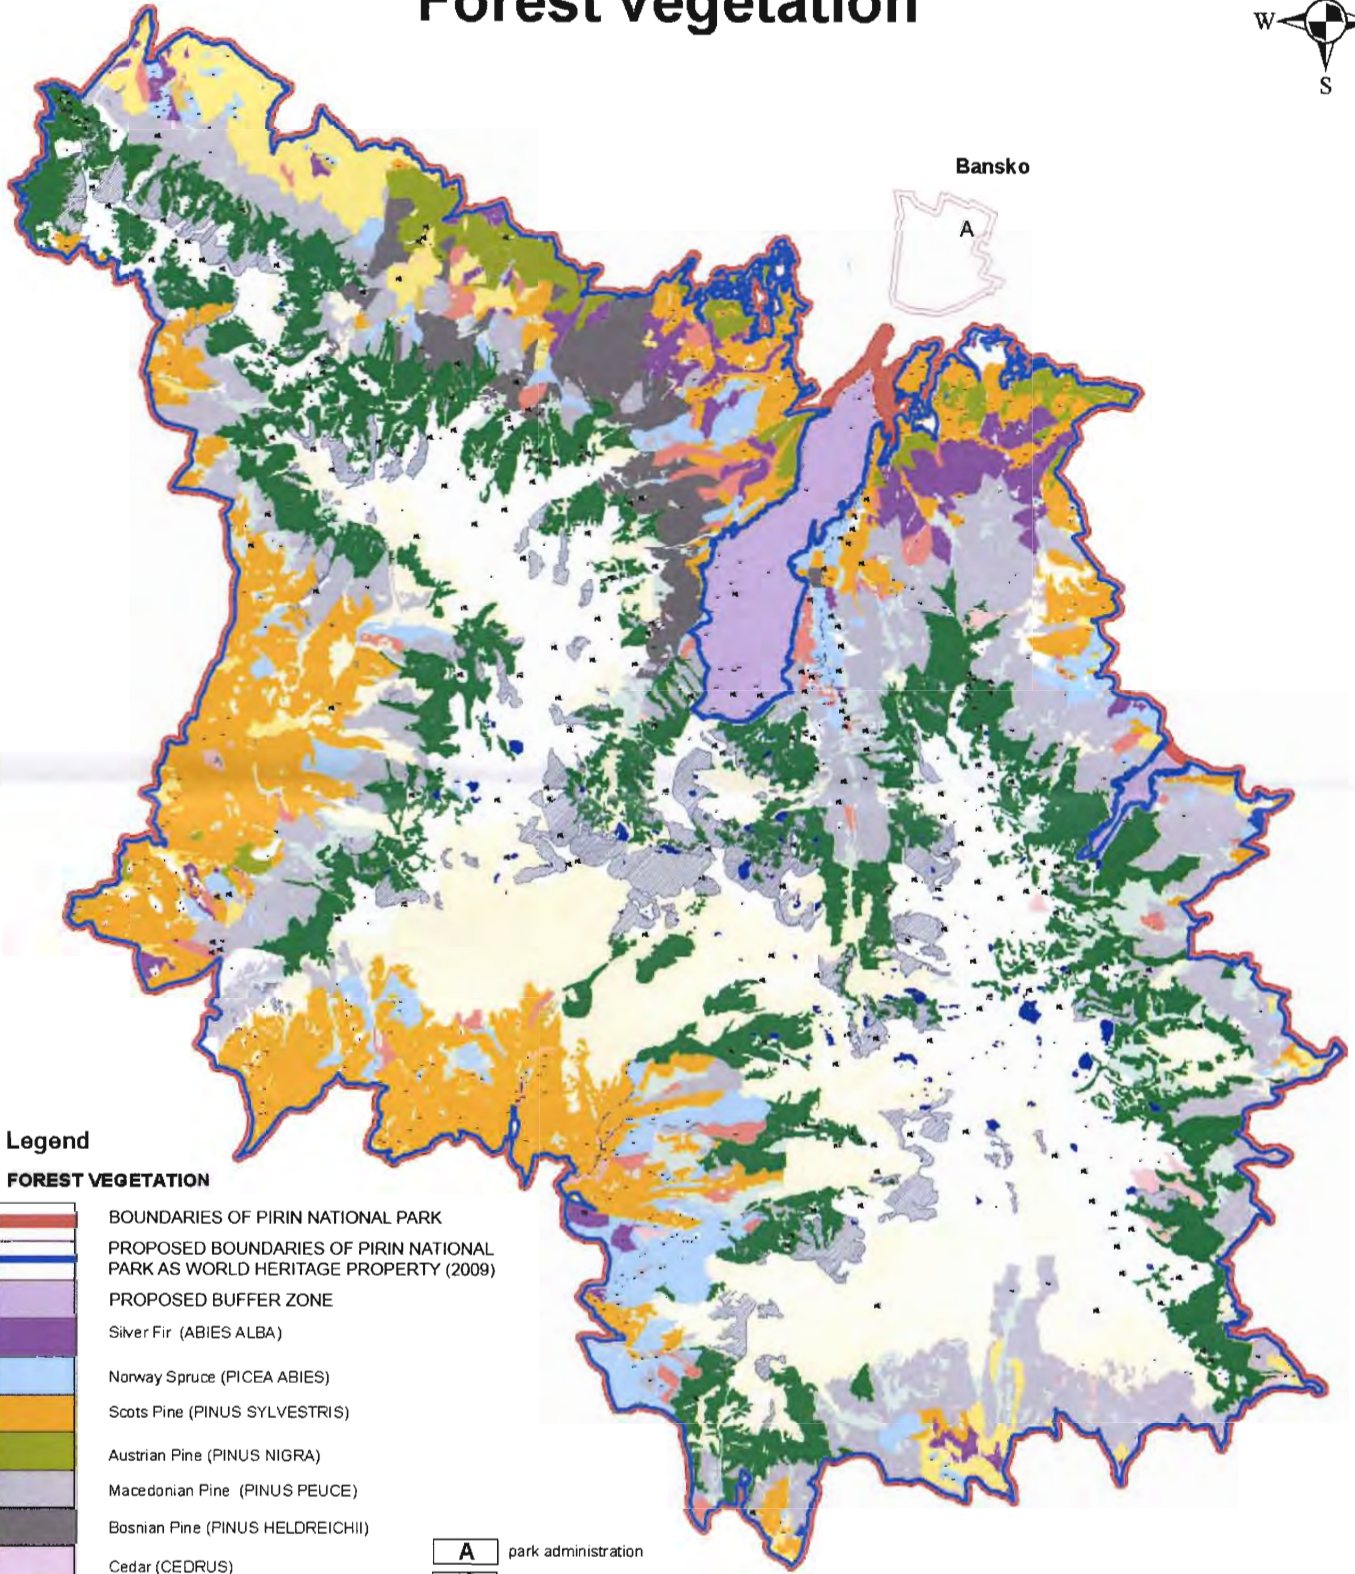 Forest Vegetation
W
S
Bansko
A
Legend
FOREST VEGETATION
BOUNDARIES OF PIRIN NATIONAL PARK
PROPOSED BOUNDARIES OF PIRIN NATIONAL
PARK AS WORLD HERITAGE PROPERTY (2009)
PROPOSED BUFFER ZONE
Silver Fir (ABIES ALBA)
Norway Spruce (PICEA ABIES)
Scots Pine (PINUS SYLVESTRIS)
Austrian Pine (PINUS NIGRA)
Macedonian Pine (PINUS PEUCE)
Bosnian Pine (PINUS HELDREICHII)
Cedar (CEDRUS)
A park administration